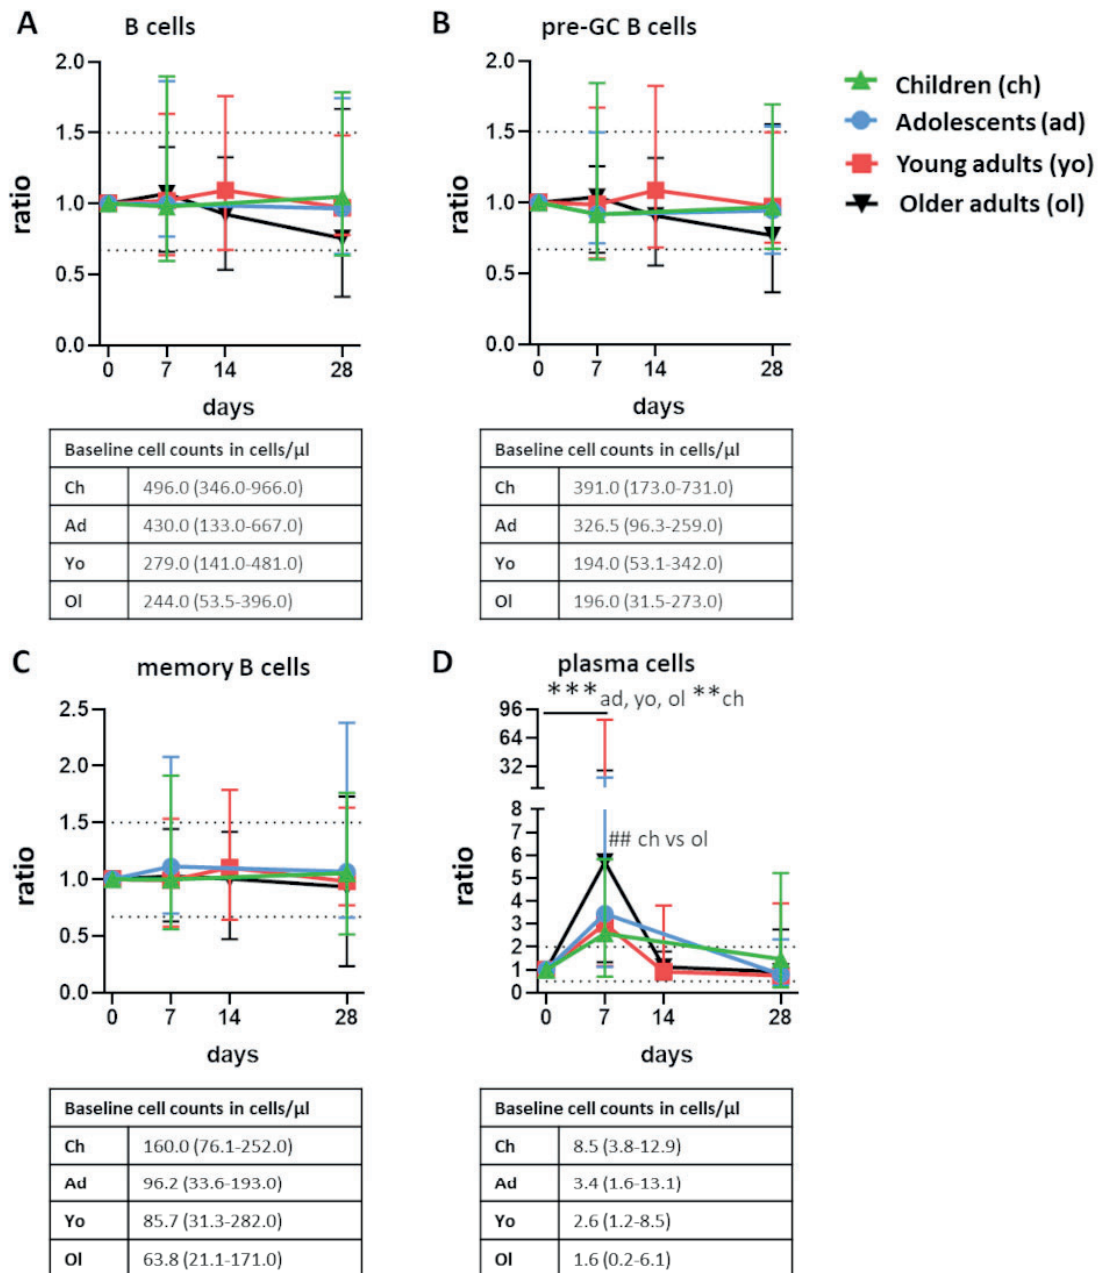 A
B cells
2.0
1.5
1.0
0.5
0.0
ratio
0 7 14 28
days
Baseline cell counts in cells/μl
Ch 496.0 (346.0-966.0)
Ad 430.0 (133.0-667.0)
Yo 279.0 (141.0-481.0)
Ol 244.0 (53.5-396.0)
B
pre-GC B cells
2.0
1.5
1.0
0.5
0.0
ratio
0 7 14 28
days
Baseline cell counts in cells/μl
Ch 391.0 (173.0-731.0)
Ad 326.5 (96.3-259.0)
Yo 194.0 (53.1-342.0)
Ol 196.0 (31.5-273.0)
Children (ch)
Adolescents (ad)
Young adults (yo)
Older adults (ol)
C
memory B cells
2.5
2.0
1.5
1.0
0.5
0.0
ratio
0 7 14 28
days
Baseline cell counts in cells/μl
Ch 160.0 (76.1-252.0)
Ad 96.2 (33.6-193.0)
Yo 85.7 (31.3-282.0)
Ol 63.8 (21.1-171.0)
D
plasma cells
***ad, yo, ol **ch
96
64
32
8
7
6
5
4
3
2
1
0
## ch vs ol
ratio
0 7 14 28
days
Baseline cell counts in cells/μl
Ch 8.5 (3.8-12.9)
Ad 3.4 (1.6-13.1)
Yo 2.6 (1.2-8.5)
Ol 1.6 (0.2-6.1)